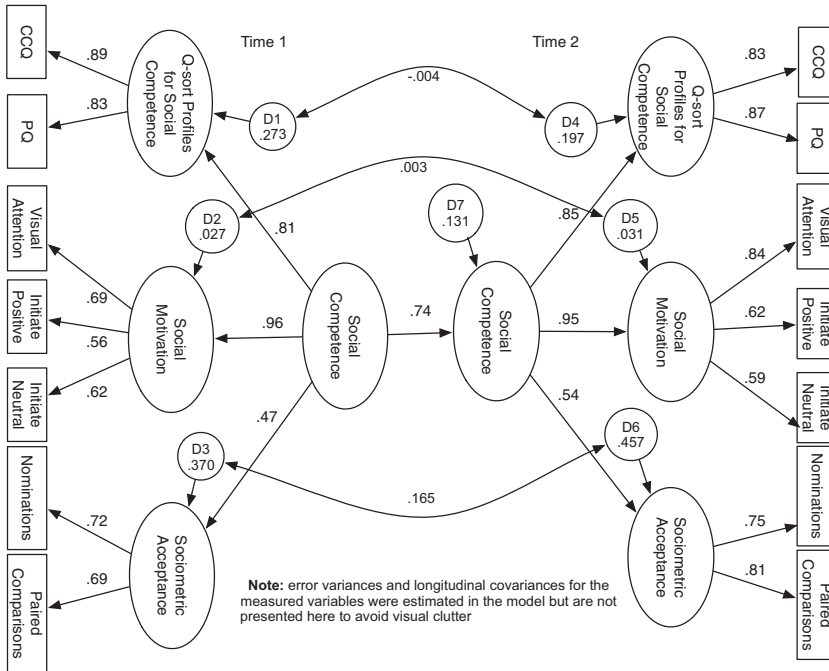 Time 1
Time 2
CCQ
PQ
Visual
Attention
Initiate
Positive
Initiate
Neutral
Nominations
Paired
Comparisons
.89
.83
.69
.56
.62
.72
.69
Q-sort Profiles
for Social
Competence
Social
Motivation
Sociometric
Acceptance
D1
.273
D2
.027
D3
.370
.81
.96
.47
Social
Competence
-.004
.003
.74
.165
D7
.131
Social
Competence
.85
.95
.54
D4
.197
D5
.031
D6
.457
Q-sort
Profiles for
Social
Competence
Social
Motivation
Sociometric
Acceptance
.83
.87
.84
.62
.59
.75
.81
CCQ
PQ
Visual
Attention
Initiate
Positive
Initiate
Neutral
Nominations
Paired
Comparisons
Note: error variances and longitudinal covariances for the
measured variables were estimated in the model but are not
presented here to avoid visual clutter